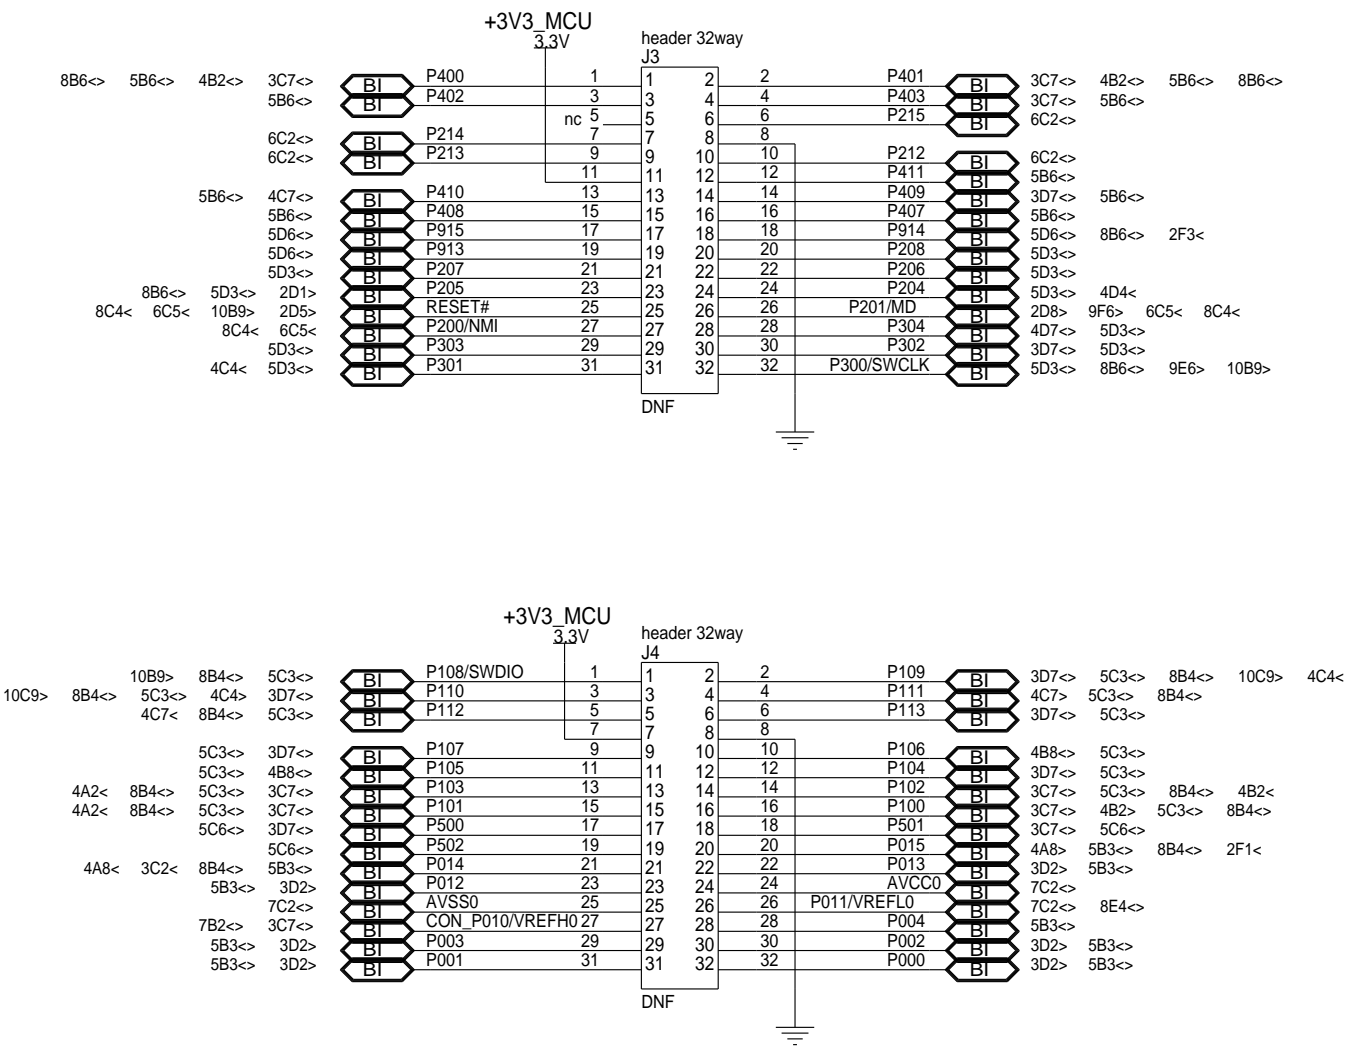 +3V3_MCU
3.3V
header 32way
J3
8B6<> 5B6<> 4B2<> 3C7<> BI P400 1 1 2 2 P401 BI 3C7<> 4B2<> 5B6<> 8B6<>
5B6<> BI P402 3 3 4 4 P403 BI 3C7<> 5B6<>
nc 5 5 6 6 P215 BI 6C2<>
6C2<> BI P214 7 7 8 8
6C2<> BI P213 9 9 10 10 P212 BI 6C2<>
11 11 12 12 P411 BI 5B6<>
5B6<> 4C7<> BI P410 13 13 14 14 P409 BI 3D7<> 5B6<>
5B6<> BI P408 15 15 16 16 P407 BI 5B6<>
5D6<> BI P915 17 17 18 18 P914 BI 5D6<> 8B6<> 2F3<
5D6<> BI P913 19 19 20 20 P208 BI 5D3<>
5D3<> BI P207 21 21 22 22 P206 BI 5D3<>
8B6<> 5D3<> 2D1> BI P205 23 23 24 24 P204 BI 5D3<> 4D4<
8C4< 6C5< 10B9> 2D5> BI RESET# 25 25 26 26 P201/MD BI 2D8> 9F6> 6C5< 8C4<
8C4< 6C5< BI P200/NMI 27 27 28 28 P304 BI 4D7< 5D3<>
5D3<> BI P303 29 29 30 30 P302 BI 3D7<> 5D3<>
4C4< 5D3<> BI P301 31 31 32 32 P300/SWCLK BI 5D3<> 8B6<> 9E6> 10B9>
DNF
+3V3_MCU
3.3V
header 32way
J4
10B9> 8B4<> 5C3<> BI P108/SWDIO 1 1 2 2 P109 BI 3D7<> 5C3<> 8B4<> 10C9> 4C4<
10C9> 8B4<> 5C3<> 4C4> 3D7<> BI P110 3 3 4 4 P111 BI 4C7> 5C3<> 8B4<>
4C7< 8B4<> 5C3<> BI P112 5 5 6 6 P113 BI 3D7<> 5C3<>
7 7 8 8
5C3<> 3D7<> BI P107 9 9 10 10 P106 BI 4B8<> 5C3<>
5C3<> 4B8<> BI P105 11 11 12 12 P104 BI 3D7<> 5C3<>
4A2< 8B4<> 5C3<> 3C7<> BI P103 13 13 14 14 P102 BI 3C7<> 5C3<> 8B4<> 4B2<
4A2< 8B4<> 5C3<> 3C7<> BI P101 15 15 16 16 P100 BI 3C7<> 4B2> 5C3<> 8B4<>
5C6<> 3D7<> BI P500 17 17 18 18 P501 BI 3C7<> 5C6<>
5C6<> BI P502 19 19 20 20 P015 BI 4A8> 5B3<> 8B4<> 2F1<
4A8< 3C2< 8B4<> 5B3<> BI P014 21 21 22 22 P013 BI 3D2> 5B3<>
5B3<> 3D2> BI P012 23 23 24 24 AVCC0 BI 7C2<>
7C2<> BI AVSS0 25 25 26 26 P011/VREFL0 BI 7C2<> 8E4<>
7B2<> 3C7<> BI CON_P010/VREFH0 27 27 28 28 P004 BI 5B3<>
5B3<> 3D2> BI P003 29 29 30 30 P002 BI 3D2> 5B3<>
5B3<> 3D2> BI P001 31 31 32 32 P000 BI 3D2> 5B3<>
DNF